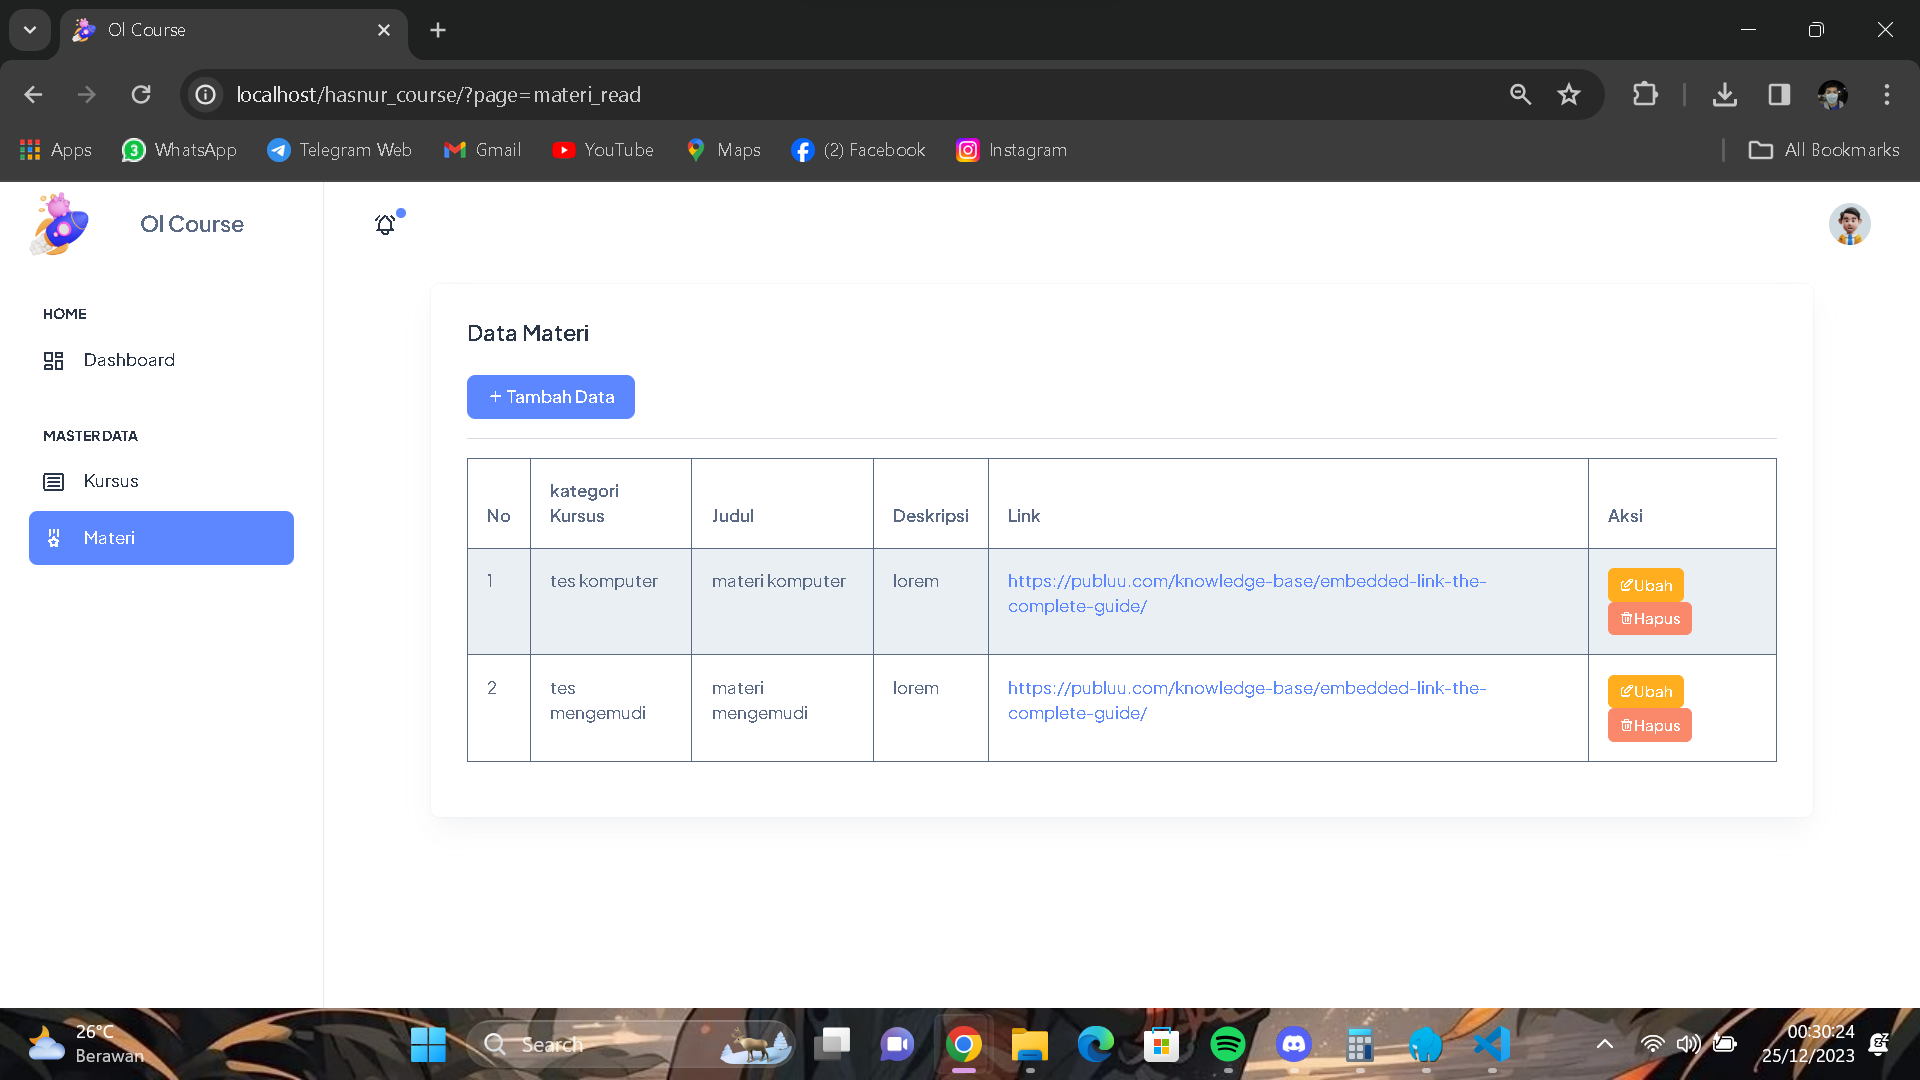 Ol Course
localhost/hasnur_course/?page=materi_read
Apps
3
WhatsApp
Telegram Web
Gmail
YouTube
Maps
(2) Facebook
Instagram
All Bookmarks
Ol Course
HOME
Dashboard
MASTER DATA
Kursus
Materi
Data Materi
+ Tambah Data
No
kategori
Kursus
Judul
Deskripsi
Link
Aksi
1
tes komputer
materi komputer
lorem
https://publuu.com/knowledge-base/embedded-link-the-
complete-guide/
Ubah
Hapus
2
tes
mengemudi
materi
mengemudi
lorem
https://publuu.com/knowledge-base/embedded-link-the-
complete-guide/
Ubah
Hapus
26°C
Berawan
Search
00:30:24
25/12/2023